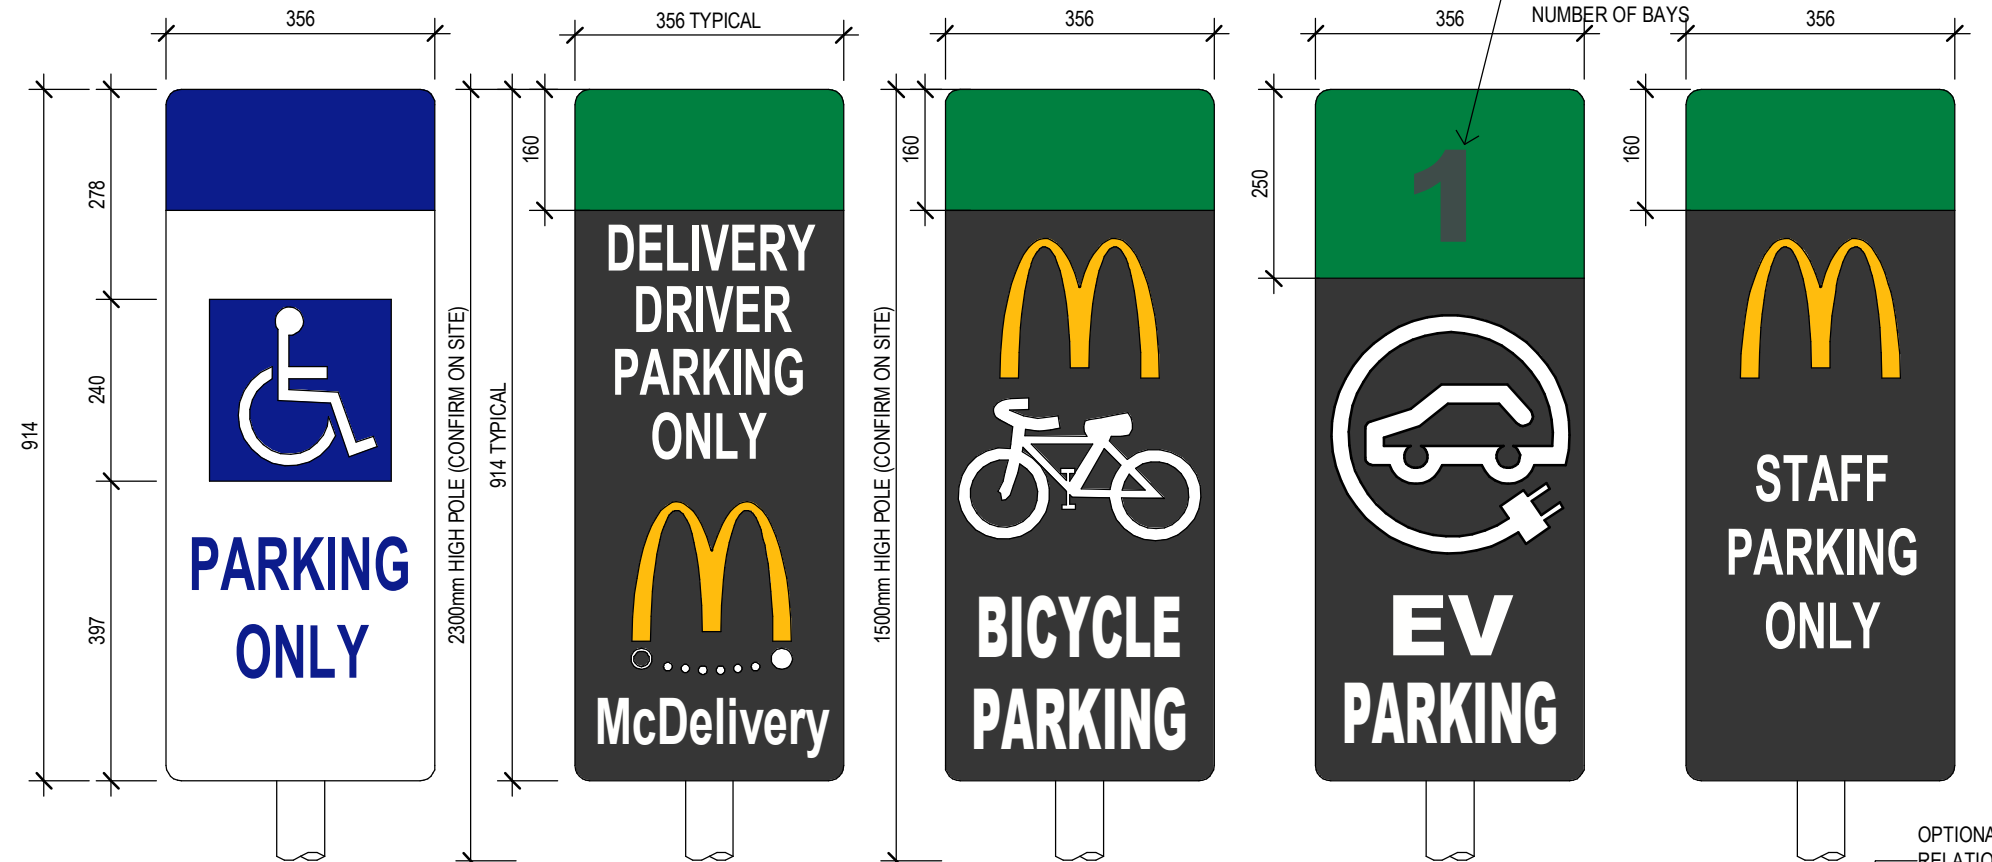 356
356 TYPICAL
356
356
NUMBER OF BAYS
356
914
278
240
397
PARKING
ONLY
2300mm HIGH POLE (CONFIRM ON SITE)
914 TYPICAL
160
DELIVERY
DRIVER
PARKING
ONLY
McDelivery
1500mm HIGH POLE (CONFIRM ON SITE)
160
BICYCLE
PARKING
250
1
EV
PARKING
160
STAFF
PARKING
ONLY